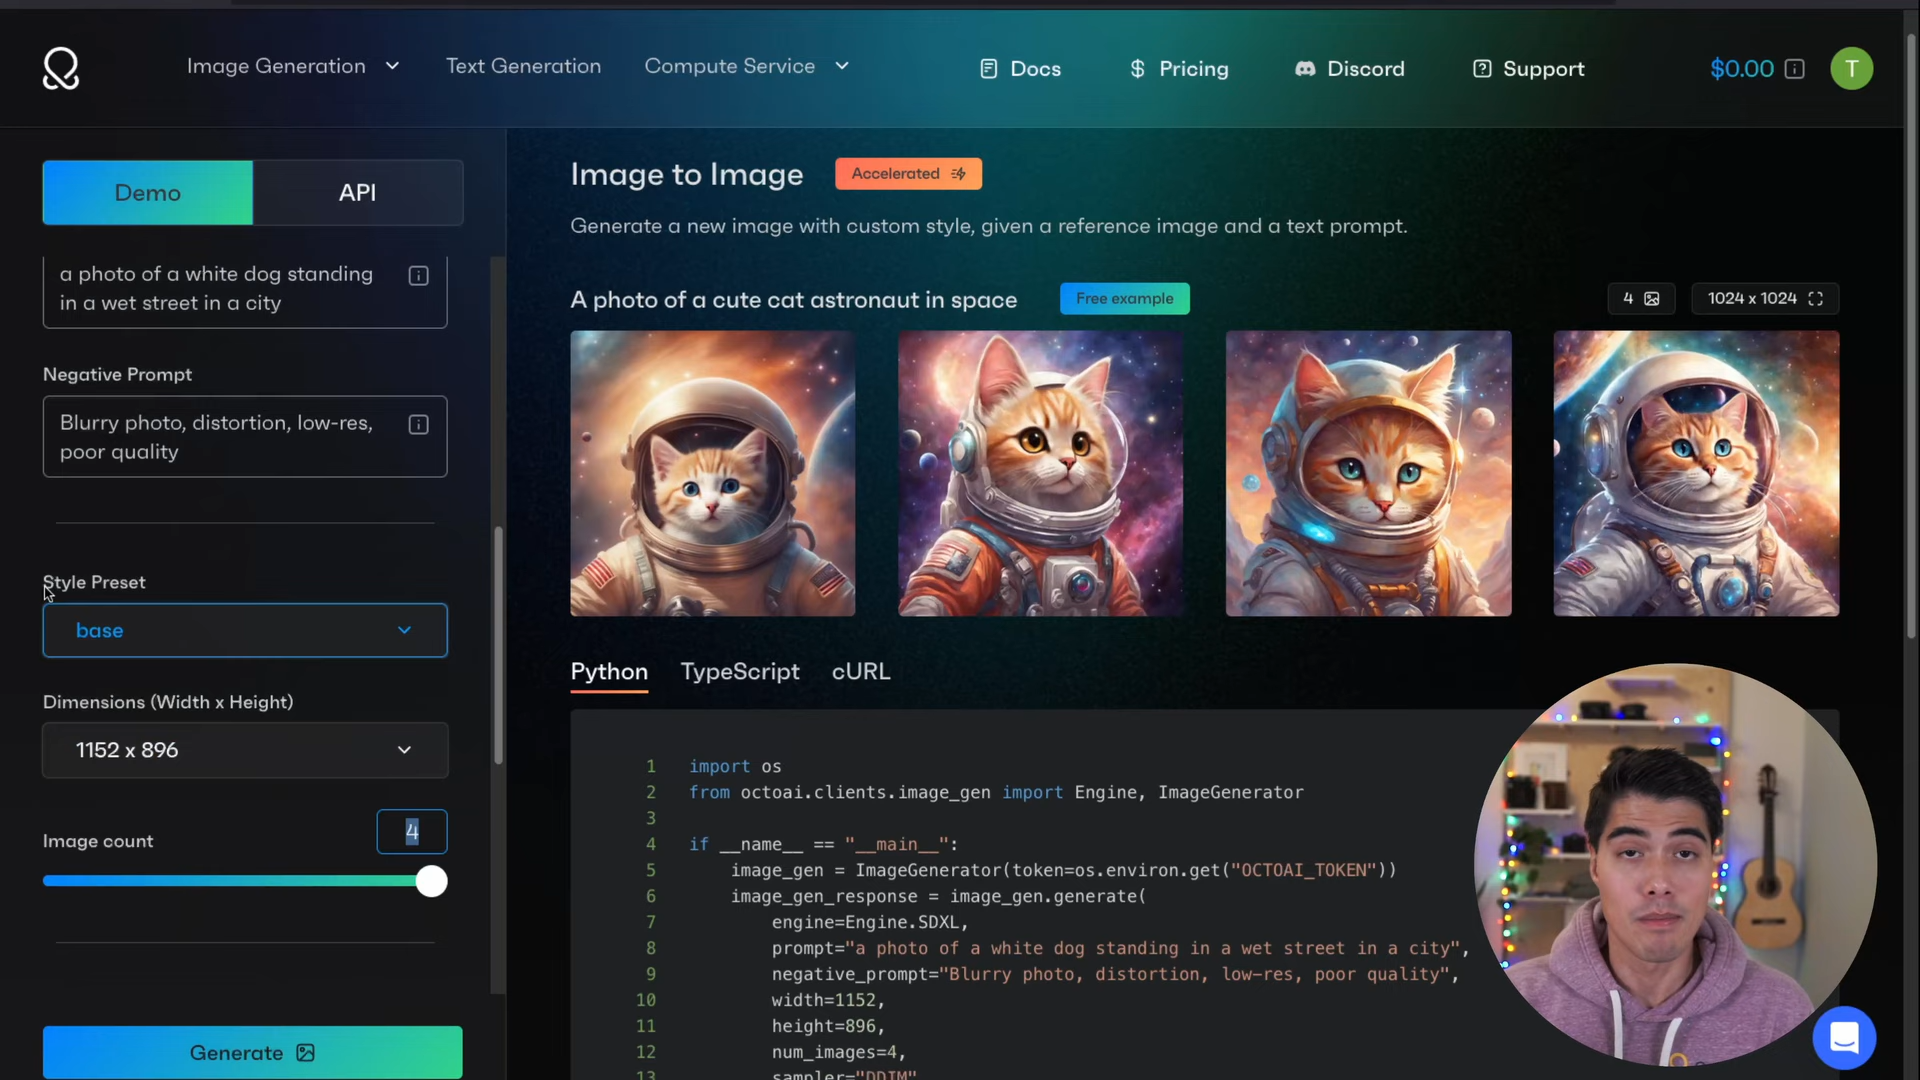 Image Generation
Text Generation
Compute Service
Docs
$ Pricing
Discord
Support
$0.00
T
Demo
API
a photo of a white dog standing
in a wet street in a city
Negative Prompt
Blurry photo, distortion, low-res,
poor quality
Style Preset
base
Dimensions (Width x Height)
1152 x 896
Image count
4
Generate
Image to Image
Accelerated
Generate a new image with custom style, given a reference image and a text prompt.
A photo of a cute cat astronaut in space
Free example
4
1024 x 1024
Python
TypeScript
cURL
1 import os
2 from octoai.clients.image_gen import Engine, ImageGenerator
3
4 if __name__ == "__main__":
5 image_gen = ImageGenerator(token=os.environ.get("OCTOAI_TOKEN"))
6 image_gen_response = image_gen.generate(
7 engine=Engine.SDXL,
8 prompt="a photo of a white dog standing in a wet street in a city",
9 negative_prompt="Blurry photo, distortion, low-res, poor quality",
10 width=1152,
11 height=896,
12 num_images=4,
13 sampler="DDIM"